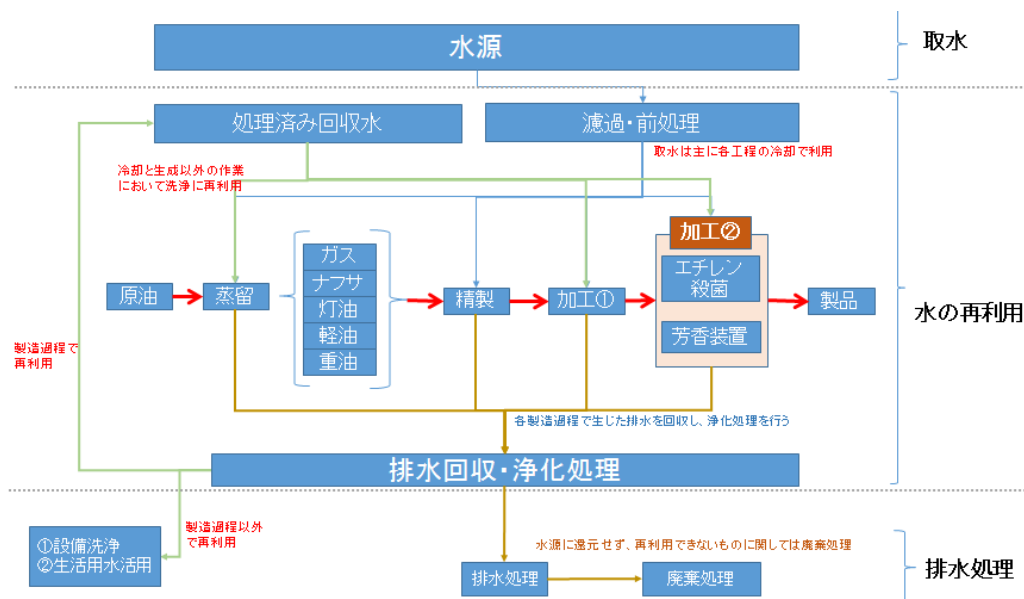 水源
取水
処理済み回収水
濾過・前処理
取水は主に各工程の冷却で利用
冷却と生成以外の作業
において洗浄に再利用
加工②
ガス
ナフサ
灯油
軽油
重油
エチレン
殺菌
芳香装置
原油
蒸留
精製
加工①
製品
水の再利用
製造過程で
再利用
各製造過程で生じた排水を回収し、浄化処理を行う
排水回収・浄化処理
製造過程以外
で再利用
①設備洗浄
②生活用水活用
水源に還元せず、再利用できないものに関しては廃棄処理
排水処理
廃棄処理
排水処理